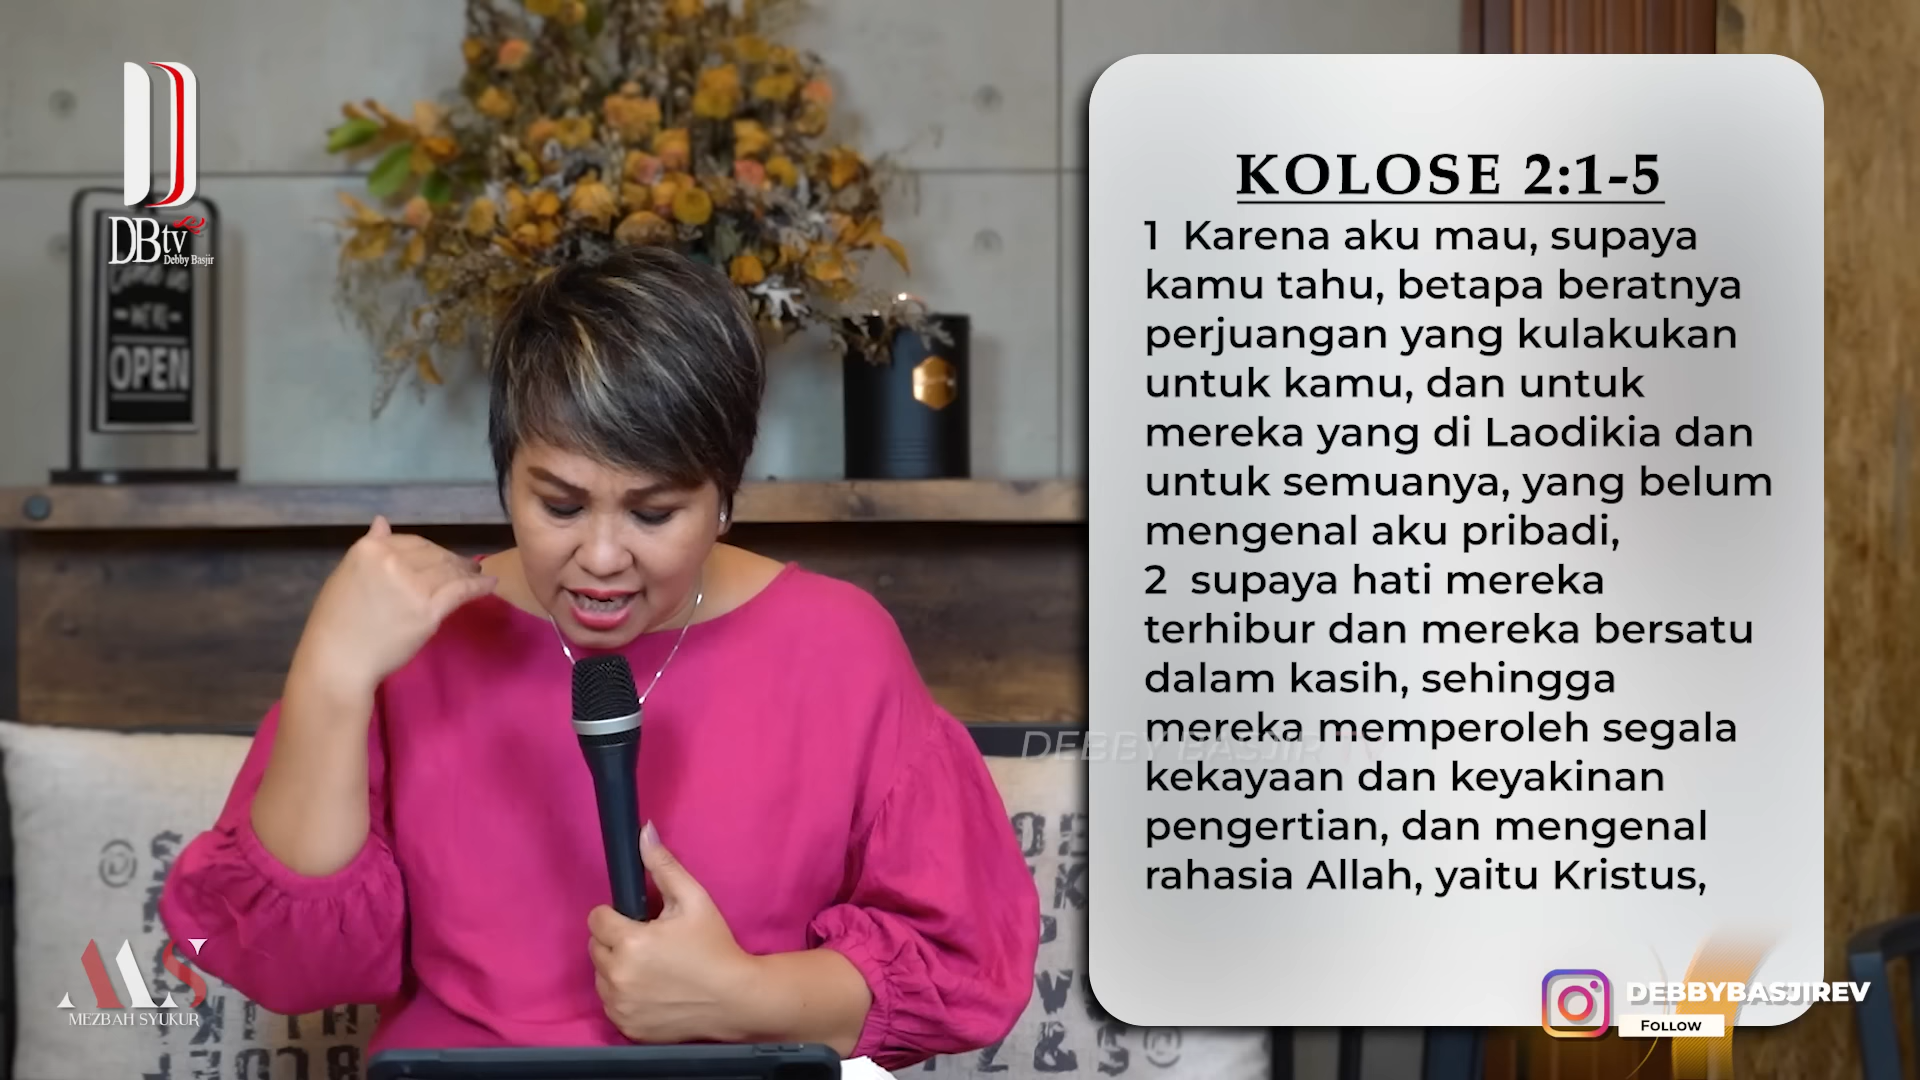 DBtv
Debby Basjir
WE'RE
OPEN
KOLOSE 2:1-5
1 Karena aku mau, supaya
kamu tahu, betapa beratnya
perjuangan yang kulakukan
untuk kamu, dan untuk
mereka yang di Laodikia dan
untuk semuanya, yang belum
mengenal aku pribadi,
2 supaya hati mereka
terhibur dan mereka bersatu
dalam kasih, sehingga
mereka memperoleh segala
kekayaan dan keyakinan
pengertian, dan mengenal
rahasia Allah, yaitu Kristus,
DEBBY BASJIR TV
MS
MEZBAH SYUKUR
DEBBYBASJIREV
FOLLOW